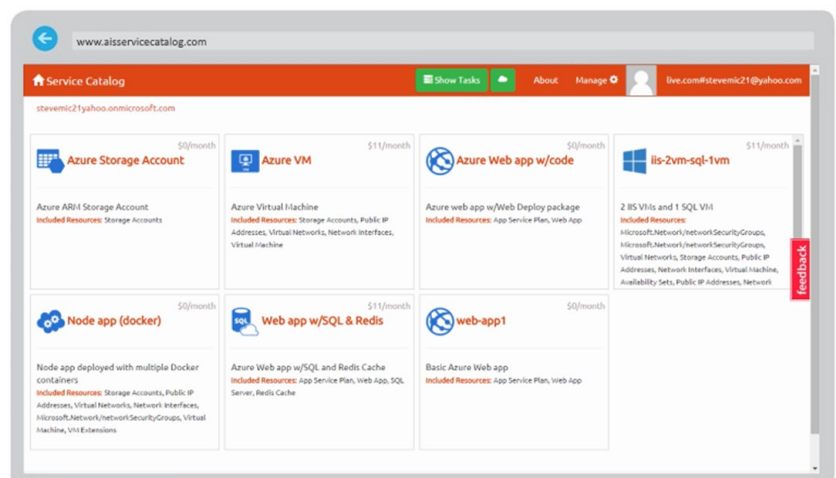 www.aisservicecatalog.com
Service Catalog
Show Tasks
About
Manage
live.com#stevemic21@yahoo.com
stevemic21yahoo.onmicrosoft.com
$0/month
Azure Storage Account
Azure ARM Storage Account
Included Resources: Storage Accounts
$11/month
Azure VM
Azure Virtual Machine
Included Resources: Storage Accounts, Public IP
Addresses, Virtual Networks, Network Interfaces,
Virtual Machine
$0/month
Azure Web app w/code
Azure web app w/Web Deploy package
Included Resources: App Service Plan, Web App
$11/month
iis-2vm-sql-1vm
2 IIS VMs and 1 SQL VM
Included Resources:
Microsoft.Network/networkSecurityGroups,
Microsoft.Network/networkSecurityGroups,
Virtual Networks, Storage Accounts, Public IP
Addresses, Network Interfaces, Virtual Machine,
Availability Sets, Public IP Addresses, Network
feedback
$0/month
Node app (docker)
Node app deployed with multiple Docker
containers
Included Resources: Storage Accounts, Public IP
Addresses, Virtual Networks, Network Interfaces,
Microsoft.Network/networkSecurityGroups, Virtual
Machine, VM Extensions
$11/month
SQL
Web app w/SQL & Redis
Azure Web app w/SQL and Redis Cache
Included Resources: App Service Plan, Web App, SQL
Server, Redis Cache
$0/month
web-app1
Basic Azure Web app
Included Resources: App Service Plan, Web App